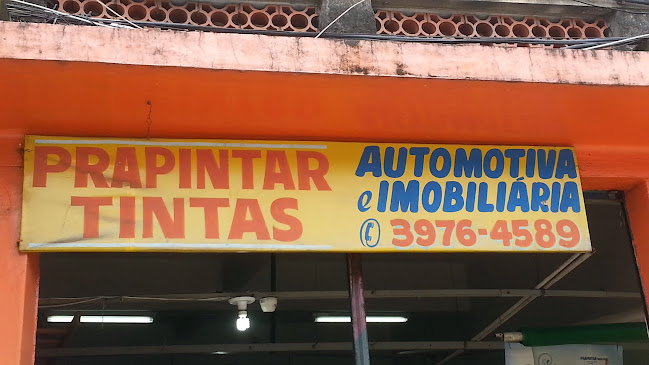 PRAPINTAR
TINTAS
AUTOMOTIVA
e IMOBILIÁRIA
3976-4589